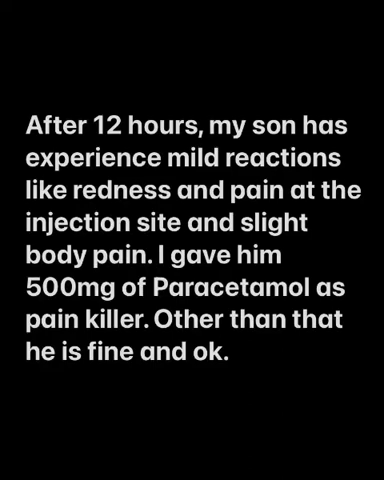 After 12 hours, my son has
experience mild reactions
like redness and pain at the
injection site and slight
body pain. I gave him
500mg of Paracetamol as
pain killer. Other than that
he is fine and ok.